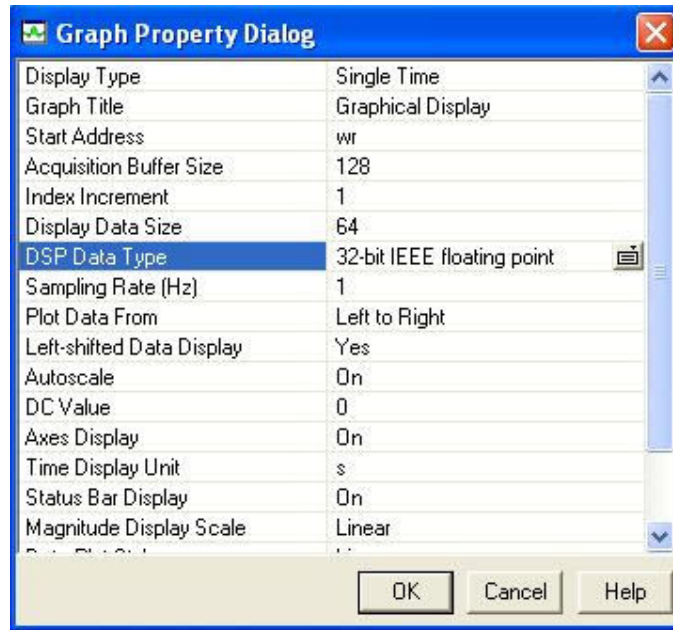 Graph Property Dialog
Display Type Single Time
Graph Title Graphical Display
Start Address wr
Acquisition Buffer Size 128
Index Increment 1
Display Data Size 64
DSP Data Type 32-bit IEEE floating point
Sampling Rate (Hz) 1
Plot Data From Left to Right
Left-shifted Data Display Yes
Autoscale On
DC Value 0
Axes Display On
Time Display Unit s
Status Bar Display On
Magnitude Display Scale Linear
OK Cancel Help